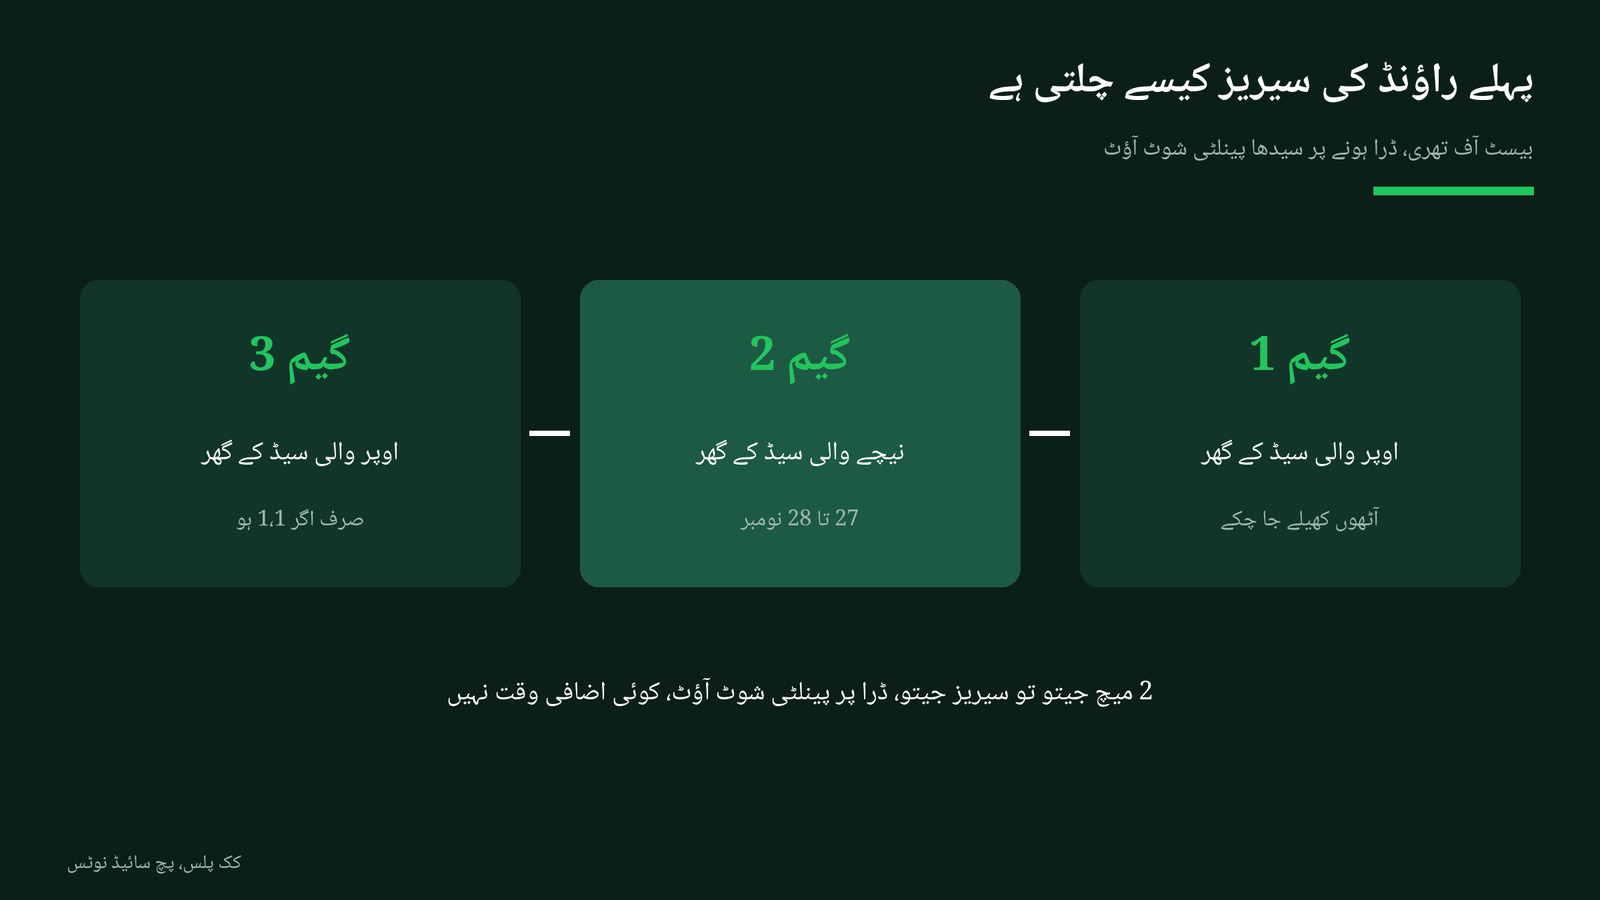 پہلے راؤنڈ کی سیریز کیسے چلتی ہے
بیسٹ آف تھری، ڈرا ہونے پر سیدھا پینلٹی شوٹ آؤٹ
گیم 1
اوپر والی سیڈ کے گھر
آٹھوں کھیلے جا چکے
گیم 2
نیچے والی سیڈ کے گھر
27 تا 28 نومبر
گیم 3
اوپر والی سیڈ کے گھر
صرف اگر 1،1 ہو
2 میچ جیتو تو سیریز جیتو، ڈرا پر پینلٹی شوٹ آؤٹ، کوئی اضافی وقت نہیں
کک پلس، پچ سائیڈ نوٹس